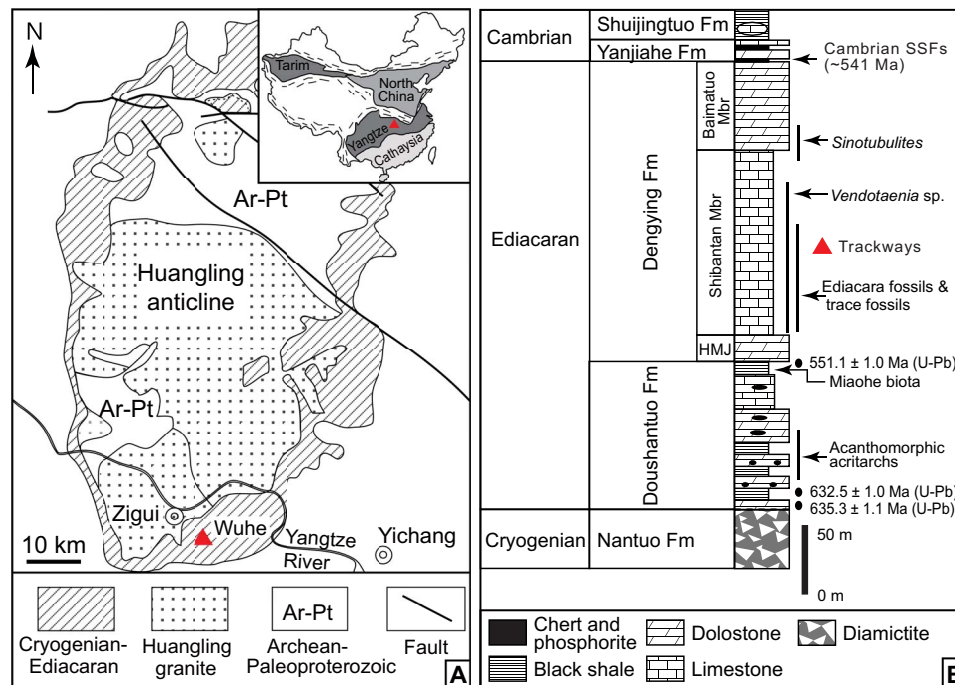 N
Tarim
North
China
Yangtze
Cathaysia
Ar-Pt
Huangling
anticline
Ar-Pt
Zigui
Wuhe
10 km
Yangtze
River
Yichang
Ar-Pt
Cryogenian-
Ediacaran
Huangling
granite
Archean-
Paleoproterozoic
Fault
A
Cambrian
Shuijingtuo Fm
Yanjiahe Fm
Cambrian SSFs
(~541 Ma)
Ediacaran
Dengying Fm
Baimatuo
Mbr
Sinotubulites
Shibantan Mbr
Vendotaenia sp.
Trackways
Ediacara fossils &
trace fossils
HMJ
Doushantuo Fm
551.1 ± 1.0 Ma (U-Pb)
Miaohe biota
Acanthomorphic
acritarchs
632.5 ± 1.0 Ma (U-Pb)
635.3 ± 1.1 Ma (U-Pb)
Cryogenian
Nantuo Fm
50 m
0 m
Chert and
phosphorite
Dolostone
Diamictite
Black shale
Limestone